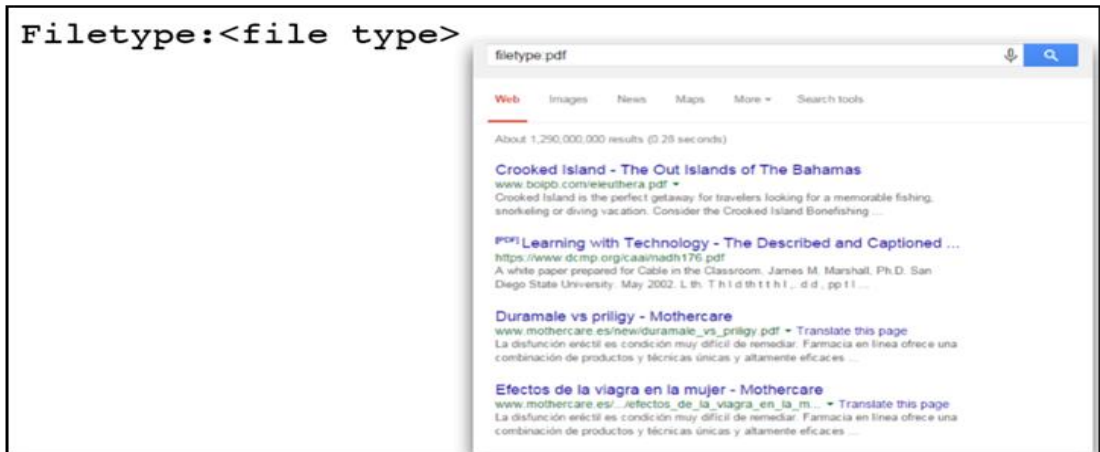 Filetype:<file type>
filetype:pdf
Web Images News Maps More Search tools
About 1,290,000,000 results (0.28 seconds)
Crooked Island - The Out Islands of The Bahamas
www.boipb.com/eleuthera.pdf
Crooked Island is the perfect getaway for travelers looking for a memorable fishing,
snorkeling or diving vacation. Consider the Crooked Island Bonefishing ...
[PDF] Learning with Technology - The Described and Captioned ...
https://www.dcmp.org/caai/nadh176.pdf
A white paper prepared for Cable in the Classroom. James M. Marshall, Ph.D. San
Diego State University. May 2002. L th. T h l d th t t h l ,. d d , pp t l ...
Duramale vs priligy - Mothercare
www.mothercare.es/new/duramale_vs_priligy.pdf Translate this page
La disfunción eréctil es condición muy difícil de remediar. Farmacia en línea ofrece una
combinación de productos y técnicas únicas y altamente eficaces ...
Efectos de la viagra en la mujer - Mothercare
www.mothercare.es/.../efectos_de_la_viagra_en_la_m... Translate this page
La disfunción eréctil es condición muy difícil de remediar. Farmacia en línea ofrece una
combinación de productos y técnicas únicas y altamente eficaces ...